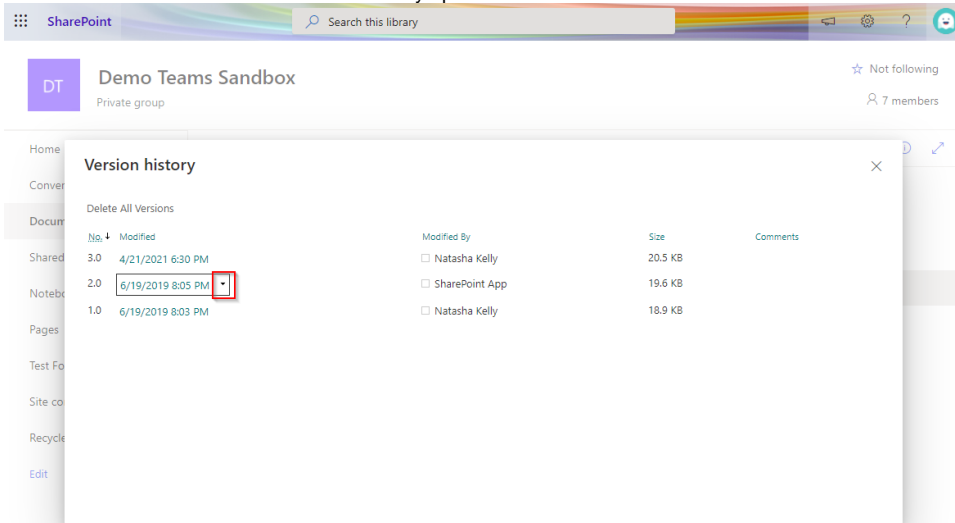 SharePoint
Search this library
?
DT
Demo Teams Sandbox
Private group
Not following
7 members
Home
Version history
Conver
Delete All Versions
Docum
No. Modified Modified By Size Comments
Shared
3.0 4/21/2021 6:30 PM Natasha Kelly 20.5 KB
2.0 6/19/2019 8:05 PM SharePoint App 19.6 KB
Notebo
1.0 6/19/2019 8:03 PM Natasha Kelly 18.9 KB
Pages
Test Fo
Site co
Recycle
Edit